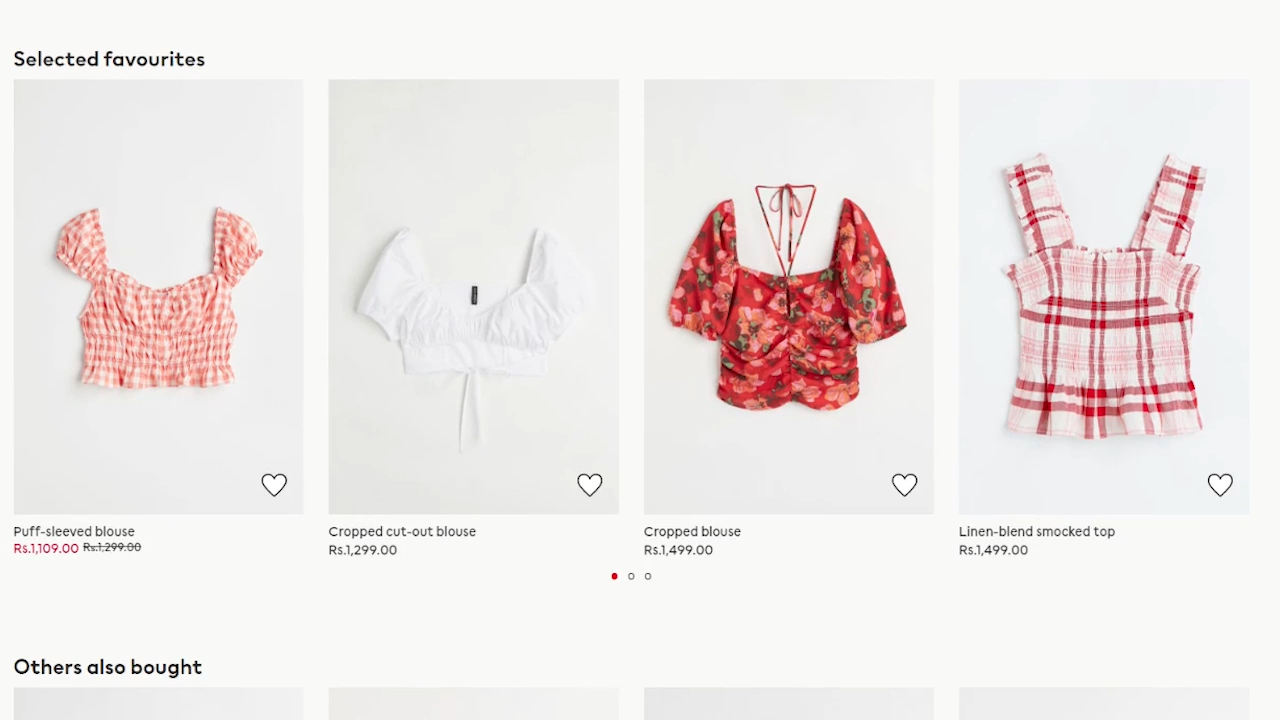 Selected favourites
Puff-sleeved blouse
Rs.1,109.00 Rs.1,299.00
Cropped cut-out blouse
Rs.1,299.00
Cropped blouse
Rs.1,499.00
Linen-blend smocked top
Rs.1,499.00
Others also bought